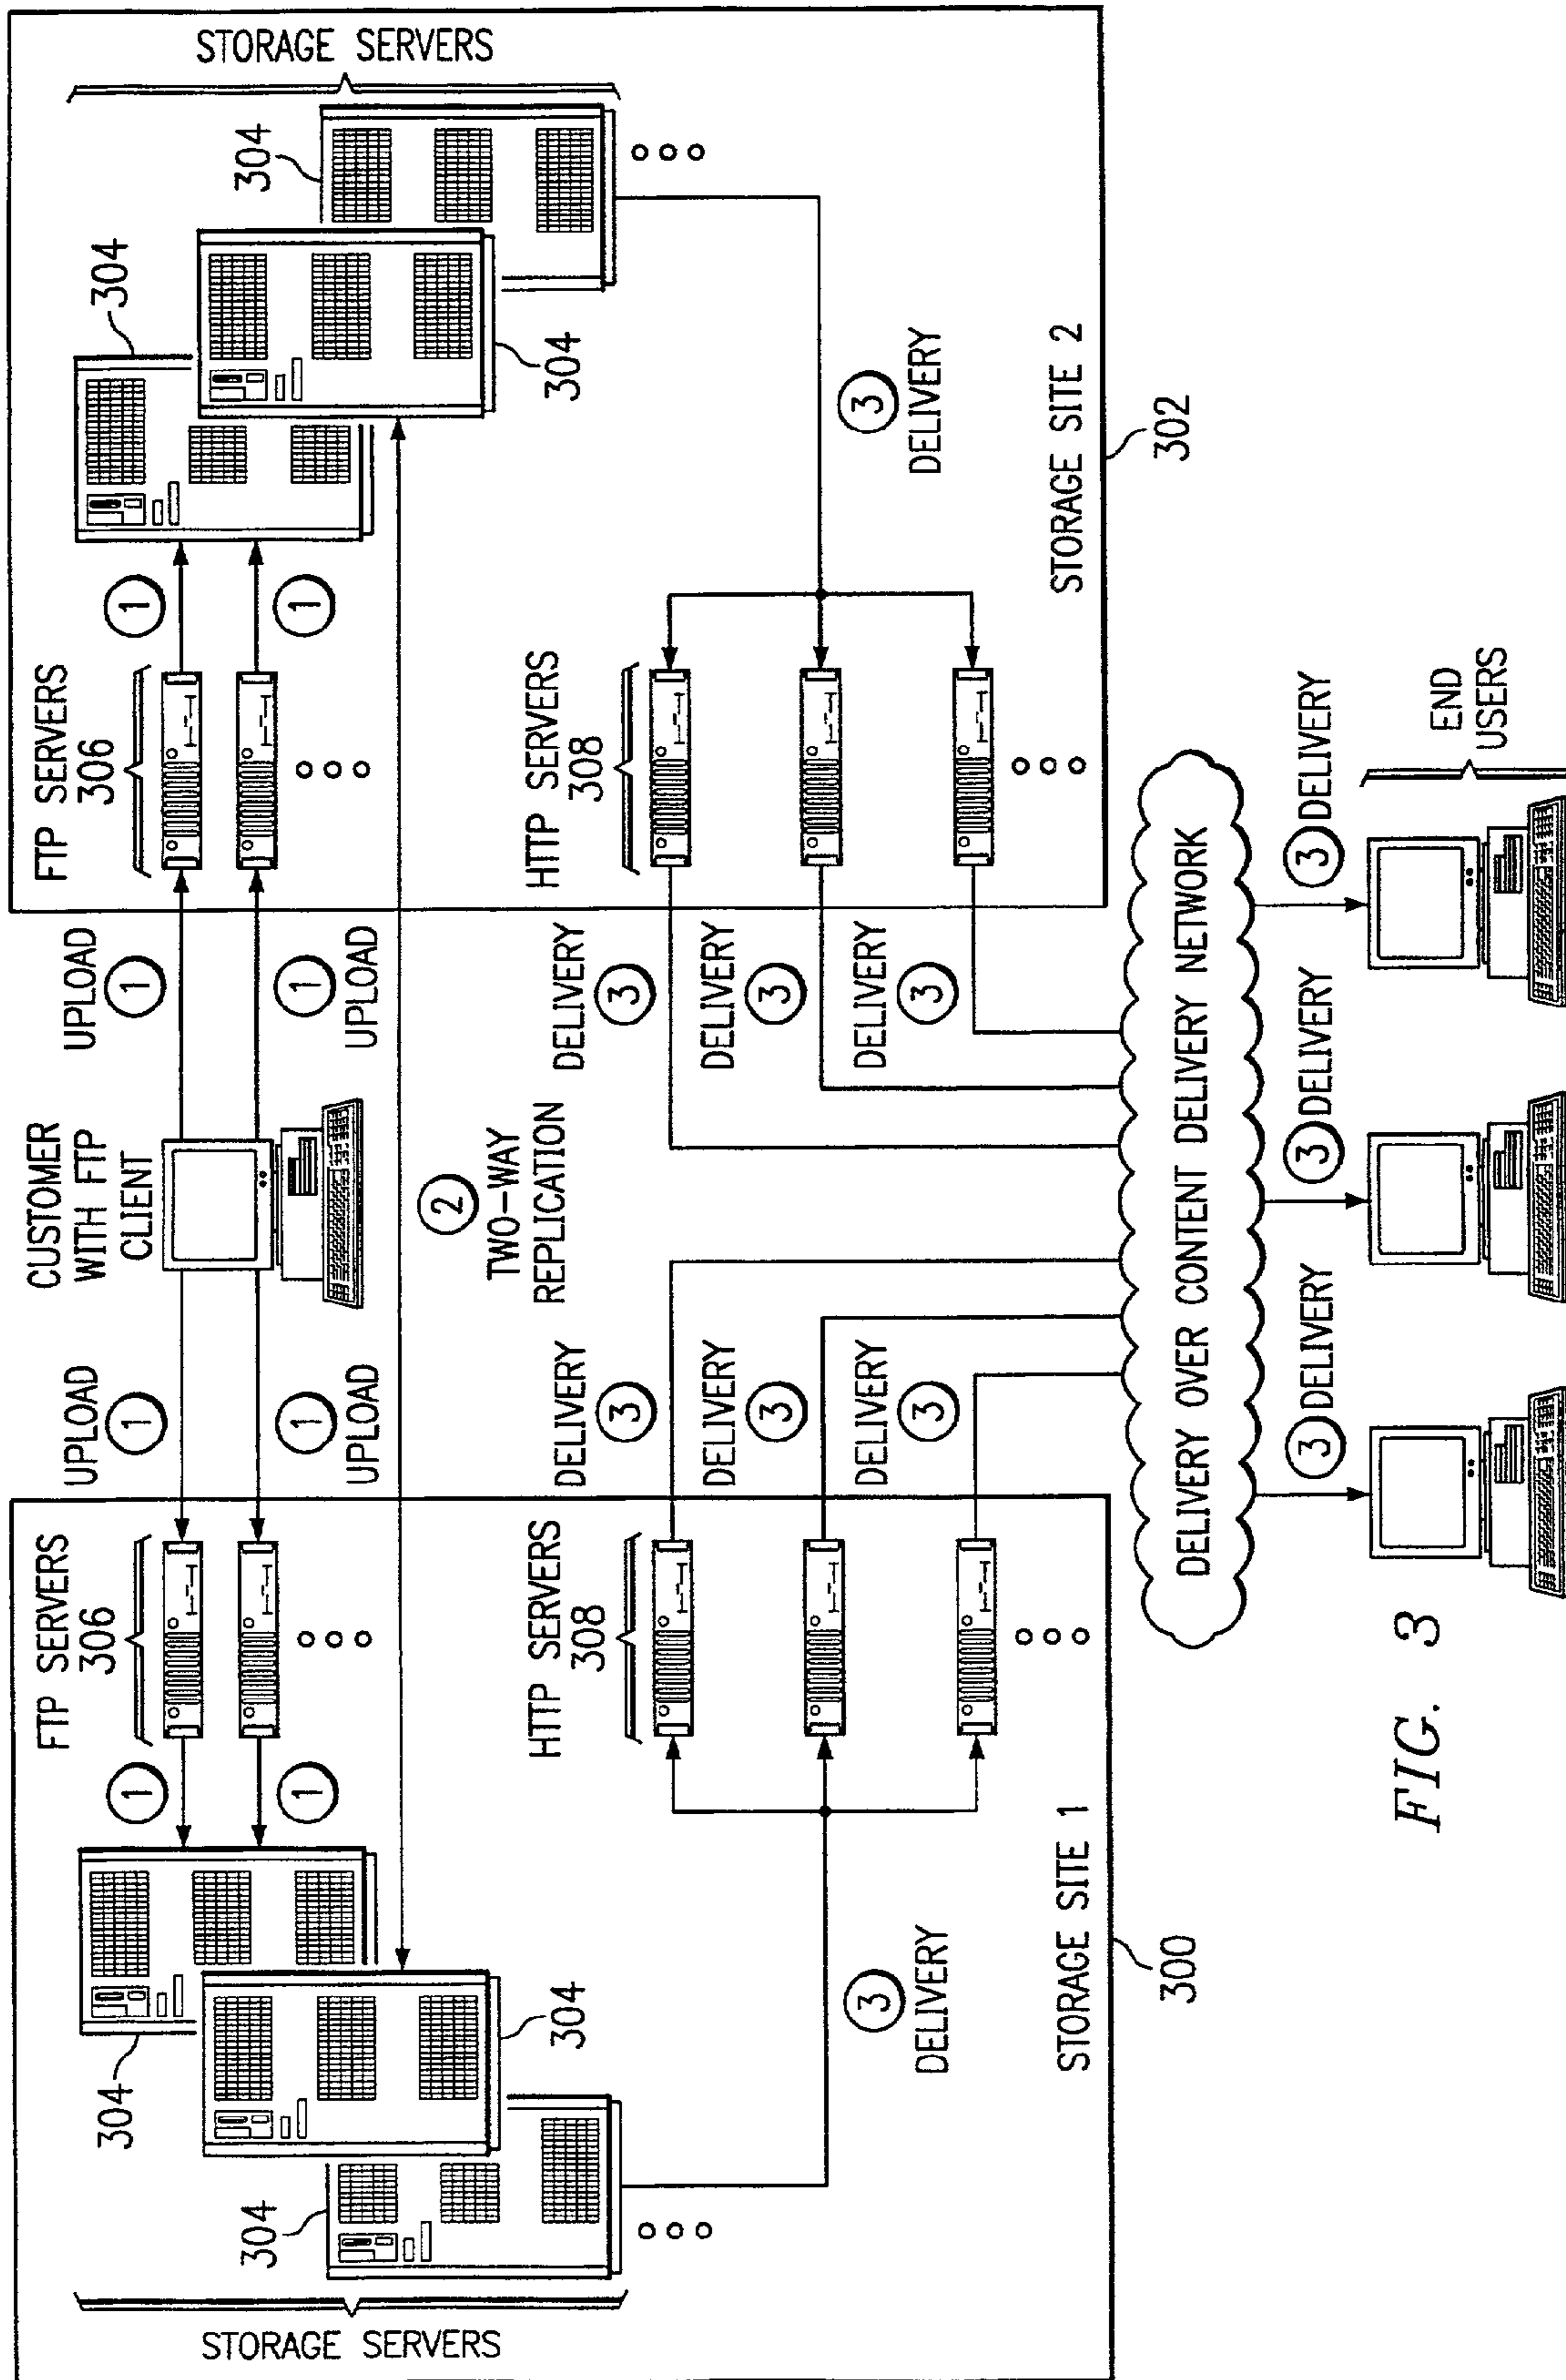 STORAGE SERVERS
304
304
304
FTP SERVERS
306
1
1
UPLOAD
1
1
UPLOAD
HTTP SERVERS
308
3
DELIVERY
DELIVERY
3
DELIVERY
3
DELIVERY
3
STORAGE SITE 1
300
CUSTOMER
WITH FTP
CLIENT
2
TWO-WAY
REPLICATION
UPLOAD
1
1
UPLOAD
FTP SERVERS
306
1
1
304
304
304
STORAGE SERVERS
DELIVERY
3
DELIVERY
3
DELIVERY
3
HTTP SERVERS
308
3
DELIVERY
STORAGE SITE 2
302
DELIVERY OVER CONTENT DELIVERY NETWORK
3 DELIVERY
3 DELIVERY
3 DELIVERY
END
USERS
FIG. 3